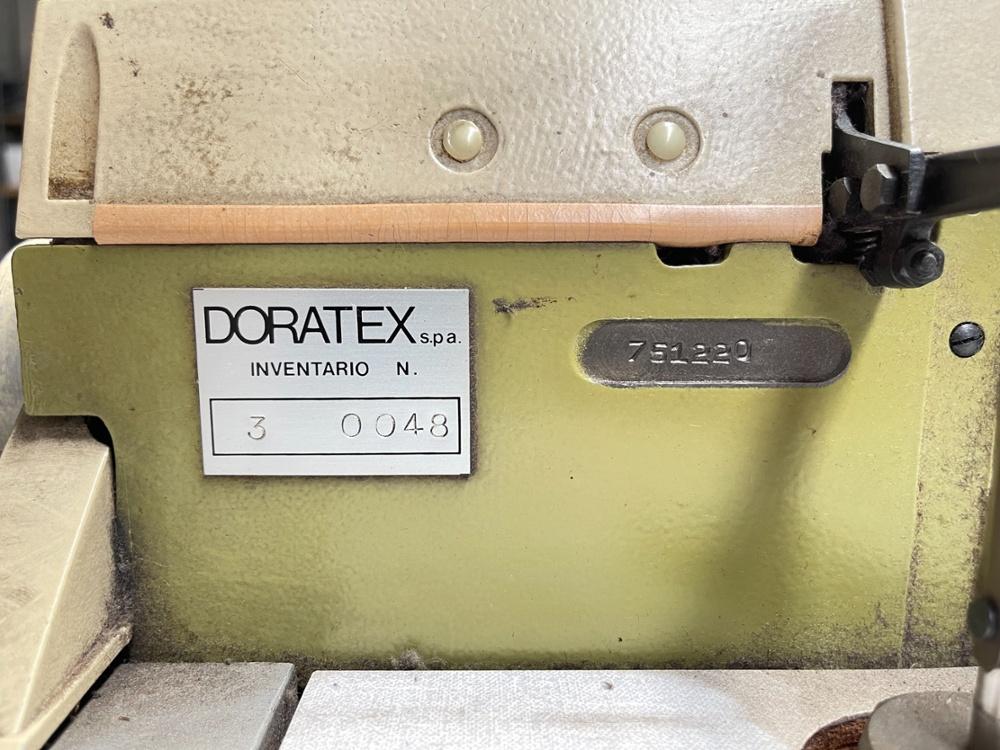 DORATEX s.p.a.
INVENTARIO N.
3 0048
751220